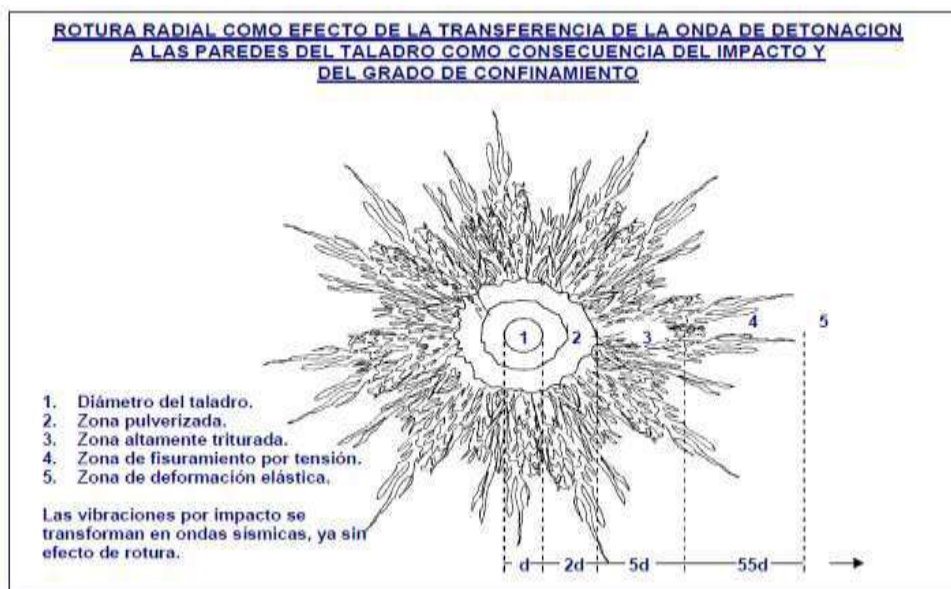 ROTURA RADIAL COMO EFECTO DE LA TRANSFERENCIA DE LA ONDA DE DETONACION
A LAS PAREDES DEL TALADRO COMO CONSECUENCIA DEL IMPACTO Y
DEL GRADO DE CONFINAMIENTO
1 2 3 4 5
1. Diámetro del taladro.
2. Zona pulverizada.
3. Zona altamente triturada.
4. Zona de fisuramiento por tensión.
5. Zona de deformación elástica.
Las vibraciones por impacto se
transforman en ondas sísmicas, ya sin
efecto de rotura.
d 2d 5d 55d